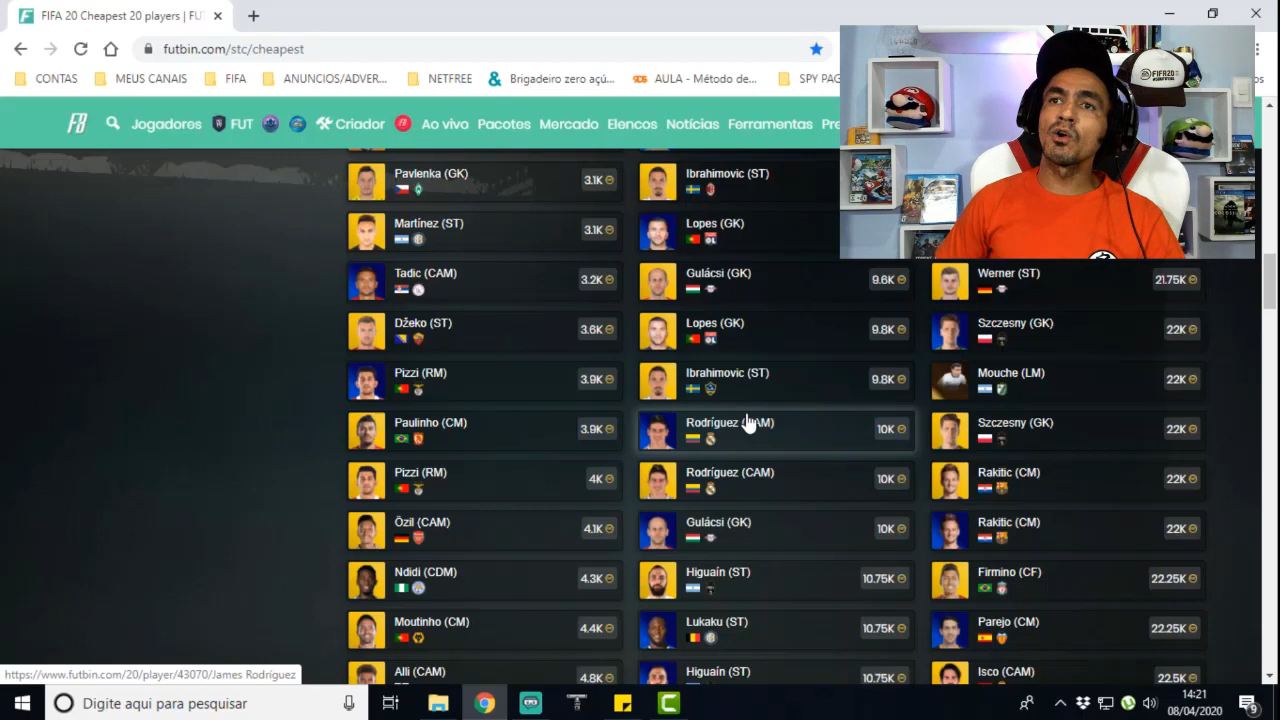 FIFA 20 Cheapest 20 players | FU
futbin.com/stc/cheapest
CONTAS
MEUS CANAIS
FIFA
ANUNCIOS/ADVER...
NETFREE
Brigadeiro zero açú...
AULA - Método de...
SPY PAG
Jogadores
FUT
Criador
Ao vivo
Pacotes
Mercado
Elencos
Notícias
Ferramentas
Pre
FIFA20
Pavlenka (GK)
3.1K
Martínez (ST)
3.1K
Tadic (CAM)
3.2K
Džeko (ST)
3.6K
Pizzi (RM)
3.9K
Paulinho (CM)
3.9K
Pizzi (RM)
4K
Özil (CAM)
4.1K
Ndidi (CDM)
4.3K
Moutinho (CM)
4.4K
Alli (CAM)
4.8K
Ibrahimovic (ST)
Lopes (GK)
Gulácsi (GK)
9.6K
Lopes (GK)
9.8K
Ibrahimovic (ST)
9.8K
Rodríguez (CAM)
10K
Rodríguez (CAM)
10K
Gulácsi (GK)
10K
Higuaín (ST)
10.75K
Lukaku (ST)
10.75K
Higuaín (ST)
10.75K
Werner (ST)
21.75K
Szczesny (GK)
22K
Mouche (LM)
22K
Szczesny (GK)
22K
Rakitic (CM)
22K
Rakitic (CM)
22K
Firmino (CF)
22.25K
Parejo (CM)
22.25K
Isco (CAM)
22.5K
https://www.futbin.com/20/player/43070/James Rodríguez
Digite aqui para pesquisar
14:21
08/04/2020
9